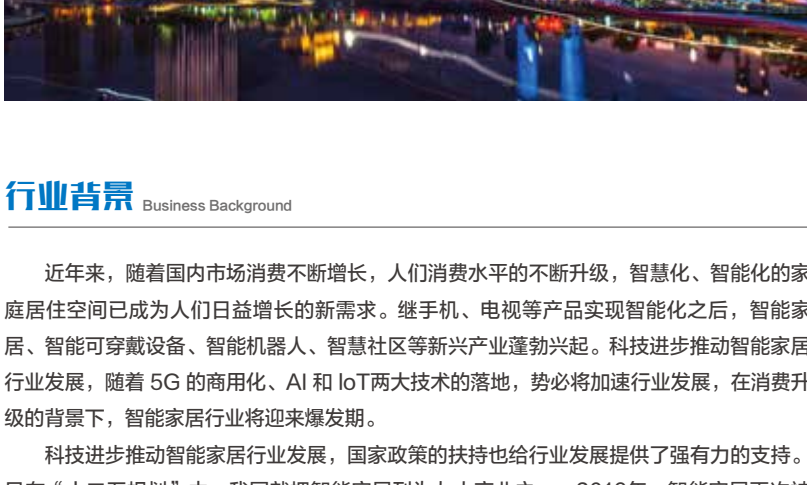 行业背景 Business Background
近年来，随着国内市场消费不断增长，人们消费水平的不断升级，智慧化、智能化的家
庭居住空间已成为人们日益增长的新需求。继手机、电视等产品实现智能化之后，智能家
居、智能可穿戴设备、智能机器人、智慧社区等新兴产业蓬勃兴起。科技进步推动智能家居
行业发展，随着 5G 的商用化、AI 和 IoT两大技术的落地，势必将加速行业发展，在消费升
级的背景下，智能家居行业将迎来爆发期。
科技进步推动智能家居行业发展，国家政策的扶持也给行业发展提供了强有力的支持。